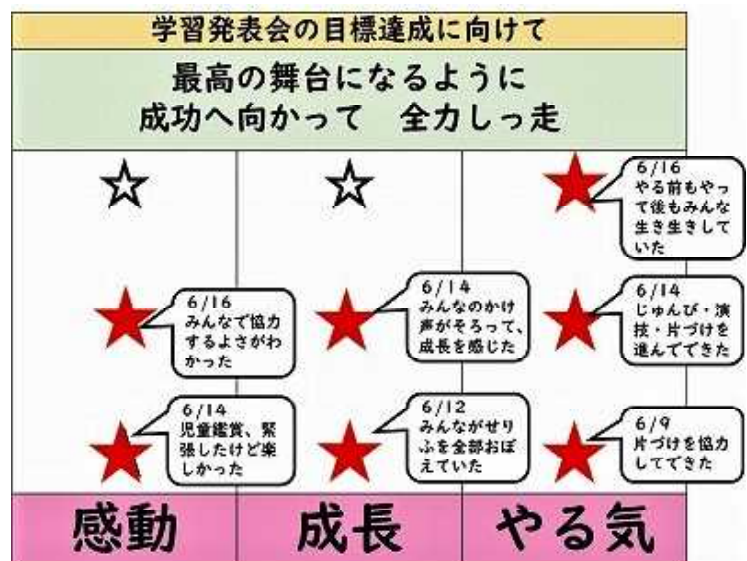 学習発表会の目標達成に向けて
最高の舞台になるように
成功へ向かって　全力しっ走
6/16
やる前もやっ
て後もみんな
生き生きして
いた
6/16
みんなで協力
するよさがわ
かった
6/14
みんなのかけ
声がそろって、
成長を感じた
6/14
じゅんび・演
技・片づけを
進んでできた
6/14
児童鑑賞、緊
張したけど楽
しかった
6/12
みんながせり
ふを全部おぼ
えていた
6/9
片づけを協力
してできた
感動
成長
やる気